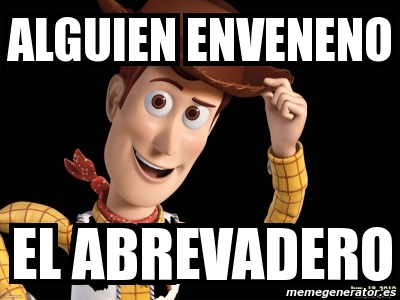 ALGUIEN ENVENENO
EL ABREVADERO
memegenerator.es